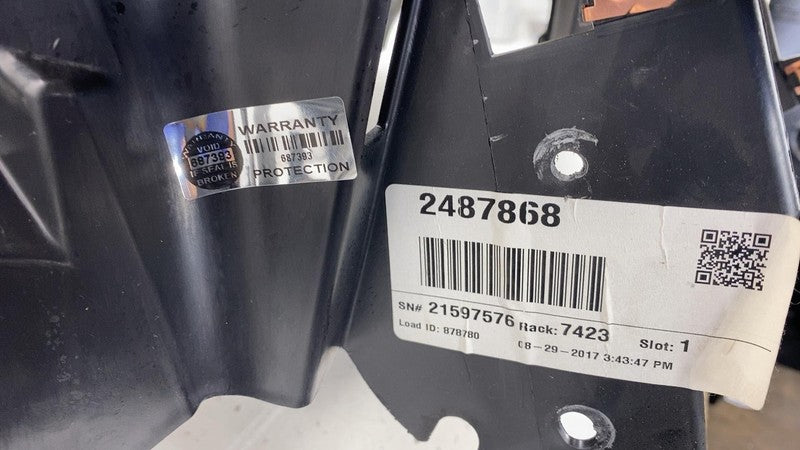 WARRANTY
VOID
687393
IF SEAL IS
BROKEN
WARRANTY
687393
PROTECTION
2487868
SN# 21597576 Rack: 7423 Slot: 1
Load ID: 878780 08-29-2017 3:43:47 PM